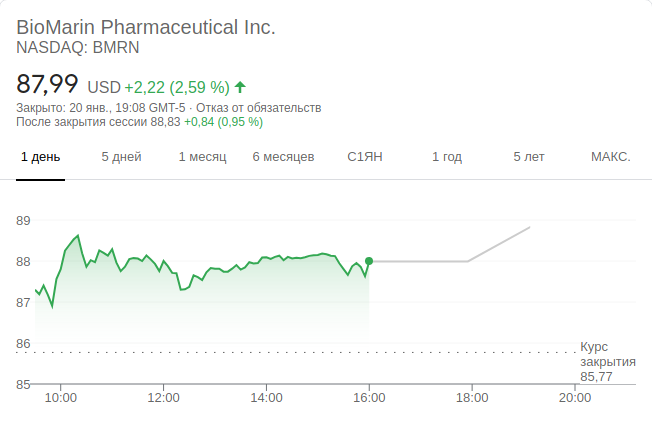 BioMarin Pharmaceutical Inc.
NASDAQ: BMRN
87,99 USD +2,22 (2,59 %)
Закрыто: 20 янв., 19:08 GMT-5 · Отказ от обязательств
После закрытия сессии 88,83 +0,84 (0,95 %)
1 день 5 дней 1 месяц 6 месяцев С1ЯН 1 год 5 лет МАКС.
89
88
87
86
Курс
закрытия
85,77
85
10:00 12:00 14:00 16:00 18:00 20:00